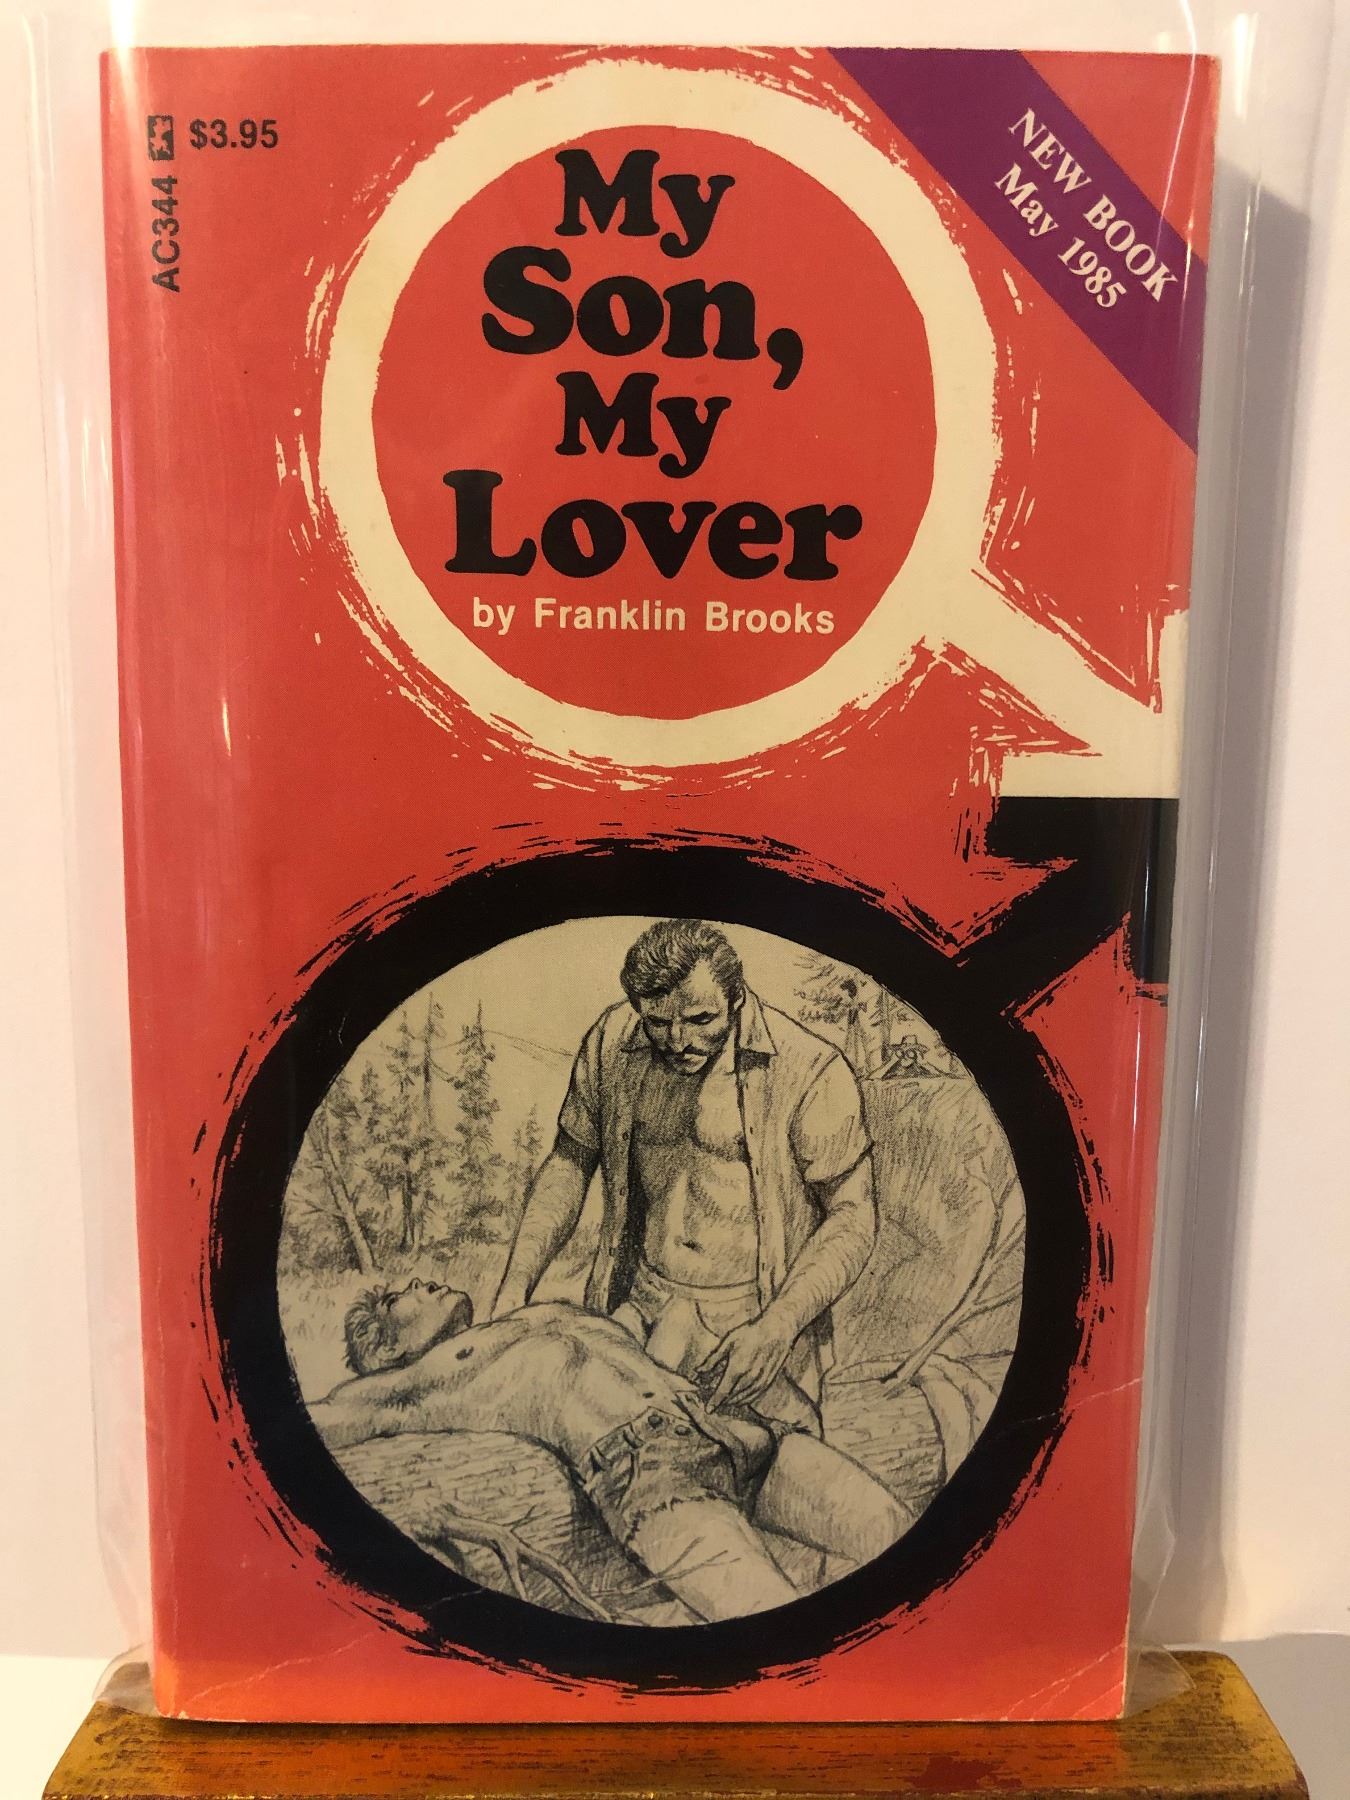 AC344
$3.95
NEW BOOK
May 1985
My
Son,
My
Lover
by Franklin Brooks